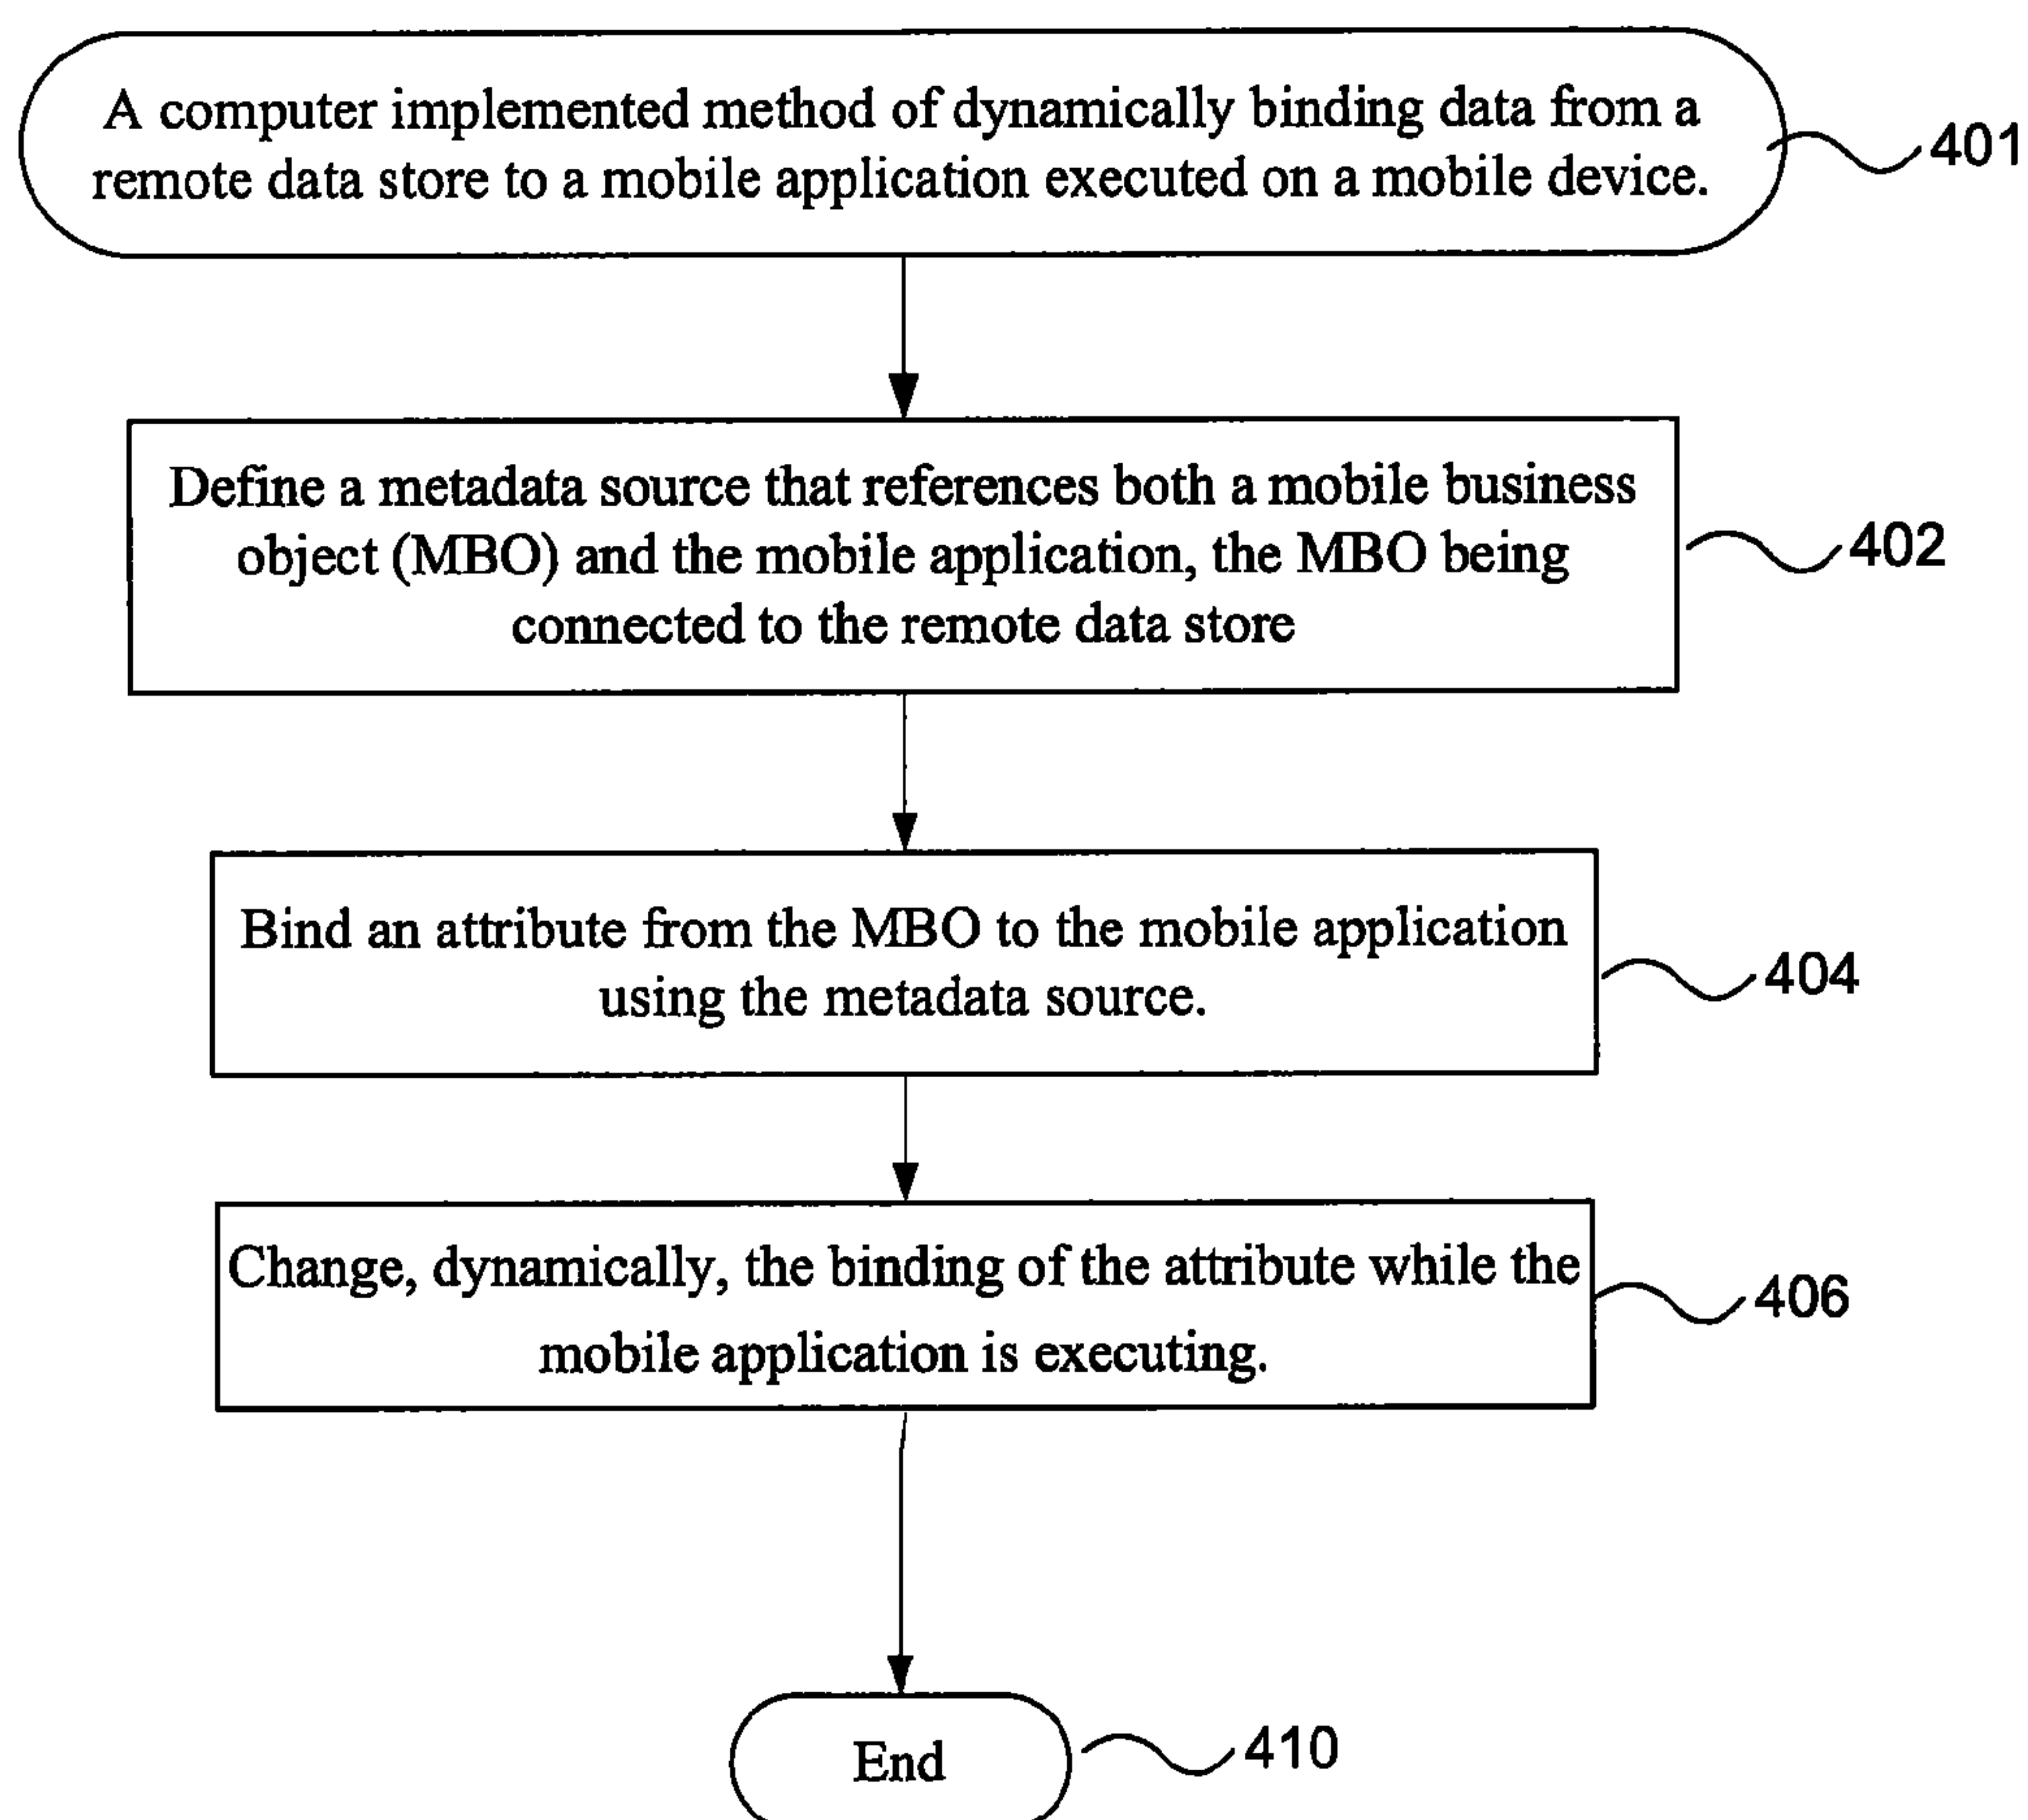 A computer implemented method of dynamically binding data from a
remote data store to a mobile application executed on a mobile device.
401
Define a metadata source that references both a mobile business
object (MBO) and the mobile application, the MBO being
connected to the remote data store
402
Bind an attribute from the MBO to the mobile application
using the metadata source.
404
Change, dynamically, the binding of the attribute while the
mobile application is executing.
406
End
410